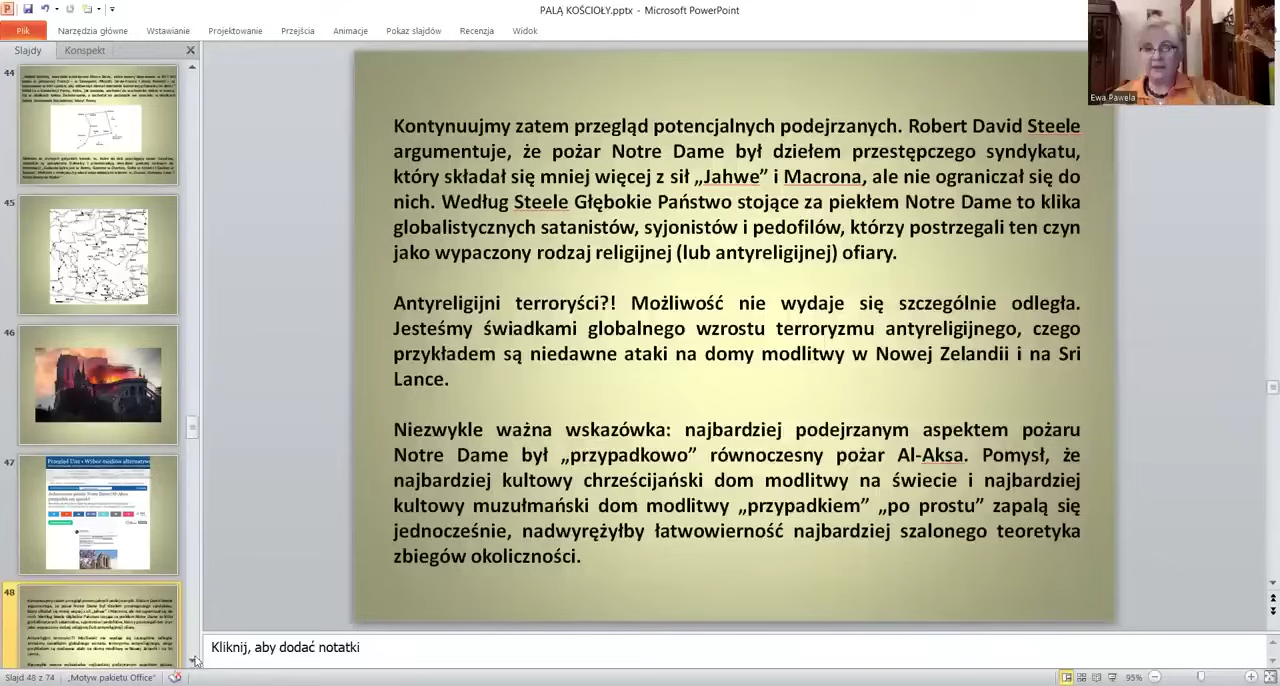 PALĄ KOŚCIOŁY.pptx - Microsoft PowerPoint
Plik Narzędzia główne Wstawianie Projektowanie Przejścia Animacje Pokaz slajdów Recenzja Widok
Slajdy Konspekt
44
45
46
47
48
Kontynuujmy zatem przegląd potencjalnych podejrzanych. Robert David Steele
argumentuje, że pożar Notre Dame był dziełem przestępczego syndykatu,
który składał się mniej więcej z sił „Jahwe” i Macrona, ale nie ograniczał się do
nich. Według Steele Głębokie Państwo stojące za piekłem Notre Dame to klika
globalistycznych satanistów, syjonistów i pedofilów, którzy postrzegali ten czyn
jako wypaczony rodzaj religijnej (lub antyreligijnej) ofiary.
Antyreligijni terroryści?! Możliwość nie wydaje się szczególnie odległa.
Jesteśmy świadkami globalnego wzrostu terroryzmu antyreligijnego, czego
przykładem są niedawne ataki na domy modlitwy w Nowej Zelandii i na Sri
Lance.
Niezwykle ważna wskazówka: najbardziej podejrzanym aspektem pożaru
Notre Dame był „przypadkowo” równoczesny pożar Al-Aksa. Pomysł, że
najbardziej kultowy chrześcijański dom modlitwy na świecie i najbardziej
kultowy muzułmański dom modlitwy „przypadkiem” „po prostu” zapalą się
jednocześnie, nadwyrężyłby łatwowierność najbardziej szalonego teoretyka
zbiegów okoliczności.
Ewa Pawela
Kliknij, aby dodać notatki
Slajd 48 z 74 „Motyw pakietu Office” 95%